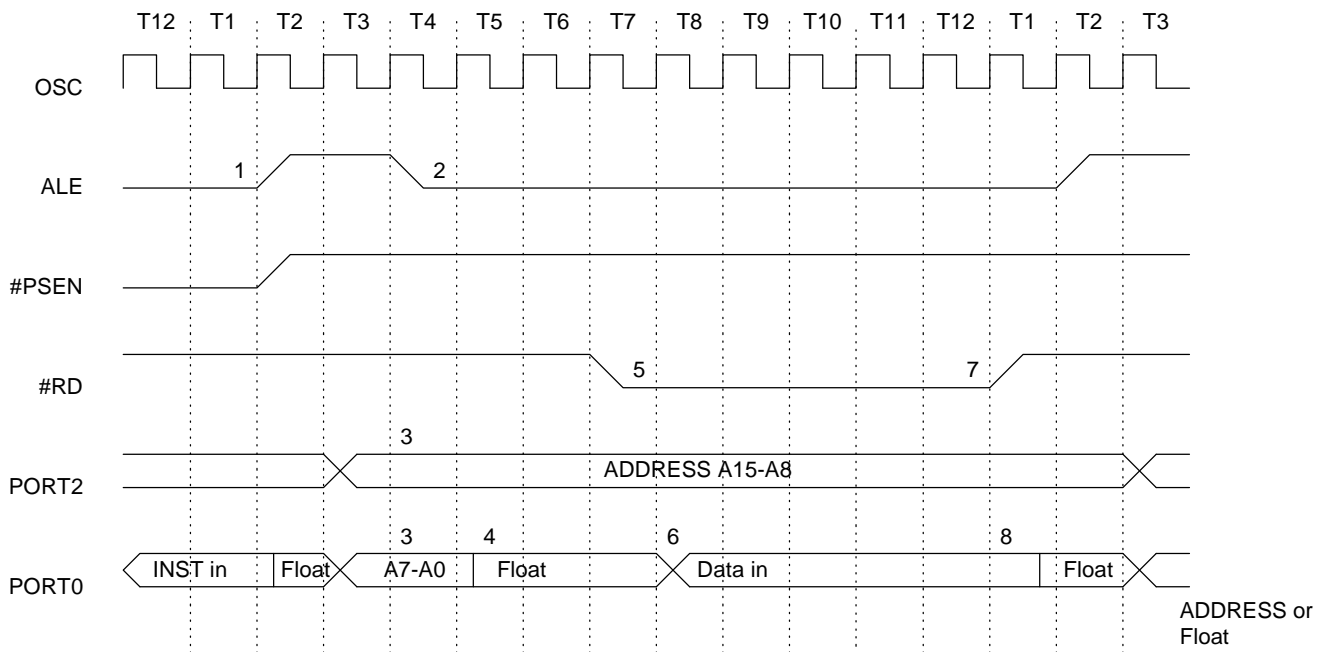 T12 T1 T2 T3 T4 T5 T6 T7 T8 T9 T10 T11 T12 T1 T2 T3
OSC
1 2
ALE
#PSEN
5 7
#RD
3
ADDRESS A15-A8
PORT2
3 4 6 8
INST in Float A7-A0 Float Data in Float
PORT0
ADDRESS or
Float